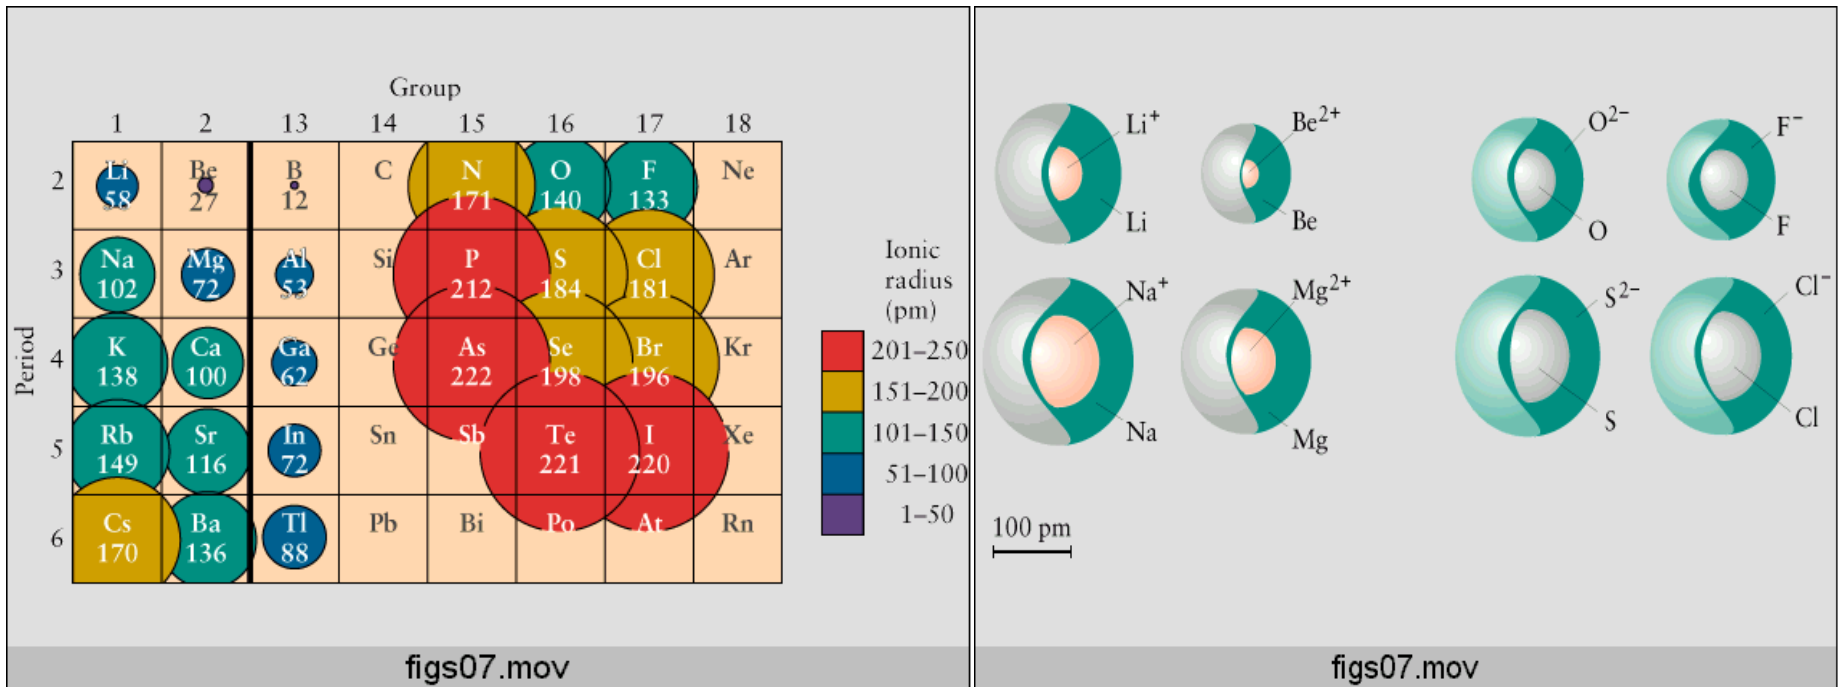 Group
1 2 13 14 15 16 17 18
2 Li Be B C N O F Ne
58 27 12 171 140 133
3 Na Mg Al Si P S Cl Ar
102 72 53 212 184 181
4 K Ca Ga Ge As Se Br Kr
138 100 62 222 198 196
5 Rb Sr In Sn Sb Te I Xe
149 116 72 221 220
6 Cs Ba Tl Pb Bi Po At Rn
170 136 88
Period
Ionic
radius
(pm)
201–250
151–200
101–150
51–100
1–50
figs07.mov
Li⁺ Be²⁺ O²⁻ F⁻
Li Be O F
Na⁺ Mg²⁺ S²⁻ Cl⁻
Na Mg S Cl
100 pm
figs07.mov